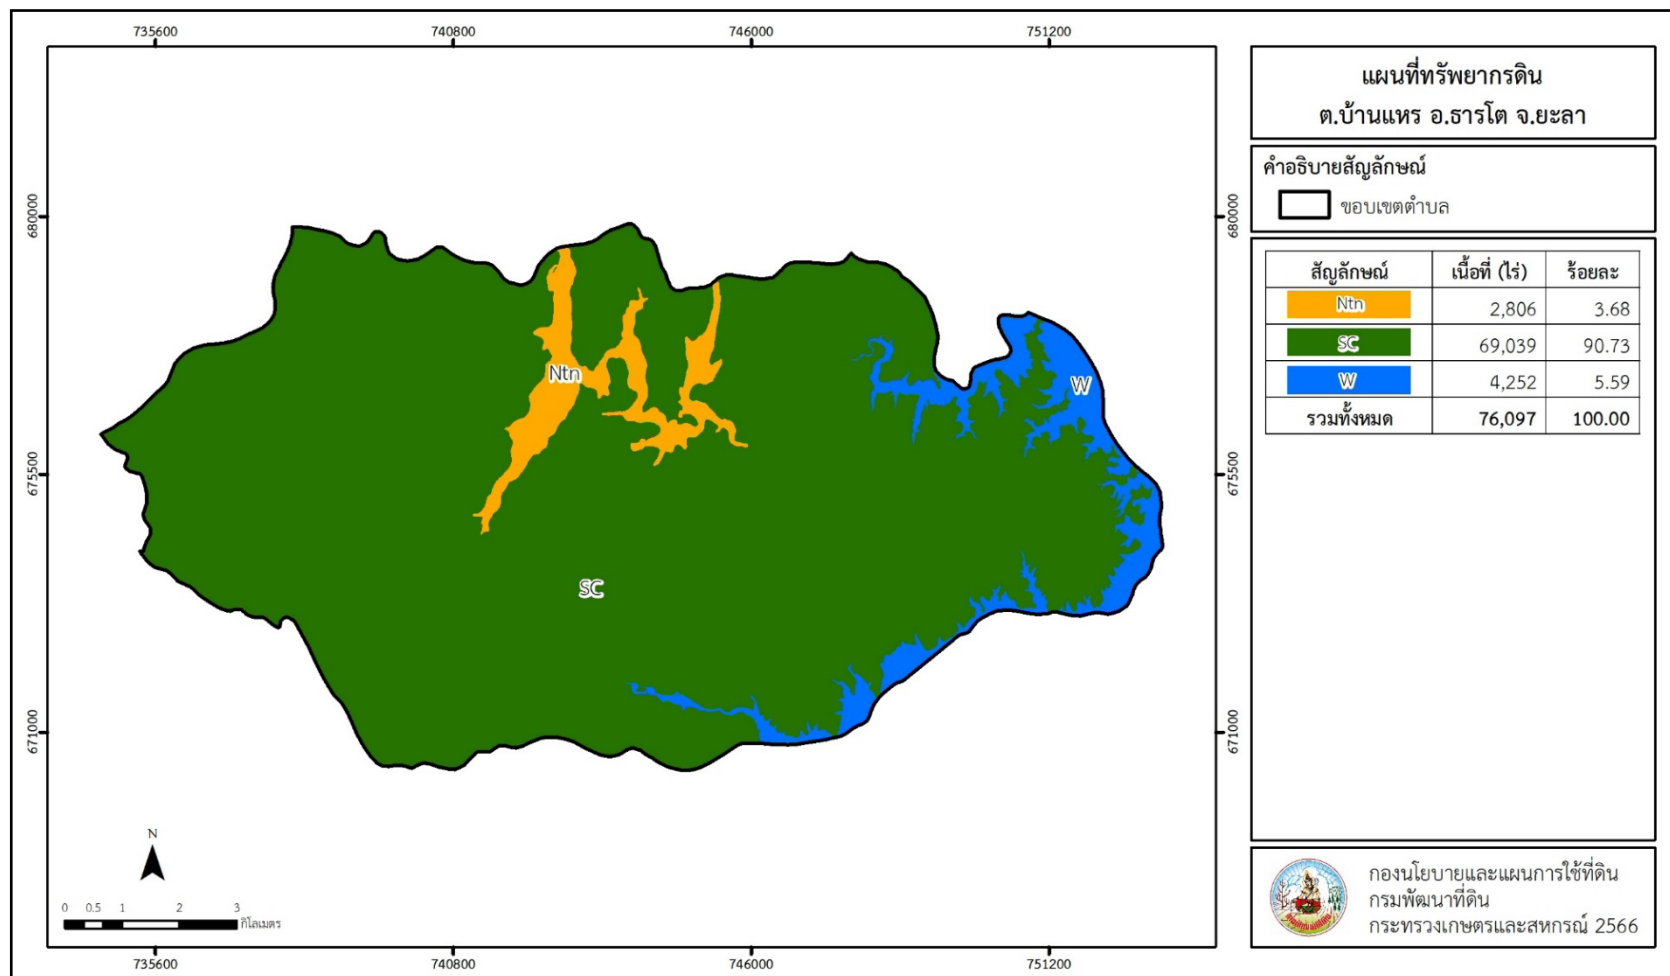 735600 740800 746000 751200
แผนที่ทรัพยากรดิน
ต.บ้านแหร อ.ธารโต จ.ยะลา
คำอธิบายสัญลักษณ์
ขอบเขตตำบล
680000 680000
สัญลักษณ์ เนื้อที่ (ไร่) ร้อยละ
Ntn 2,806 3.68
SC 69,039 90.73
W 4,252 5.59
รวมทั้งหมด 76,097 100.00
Ntn
W
675500 675500
SC
671000 671000
N
0 0.5 1 2 3
กิโลเมตร
กองนโยบายและแผนการใช้ที่ดิน
กรมพัฒนาที่ดิน
กระทรวงเกษตรและสหกรณ์ 2566
735600 740800 746000 751200